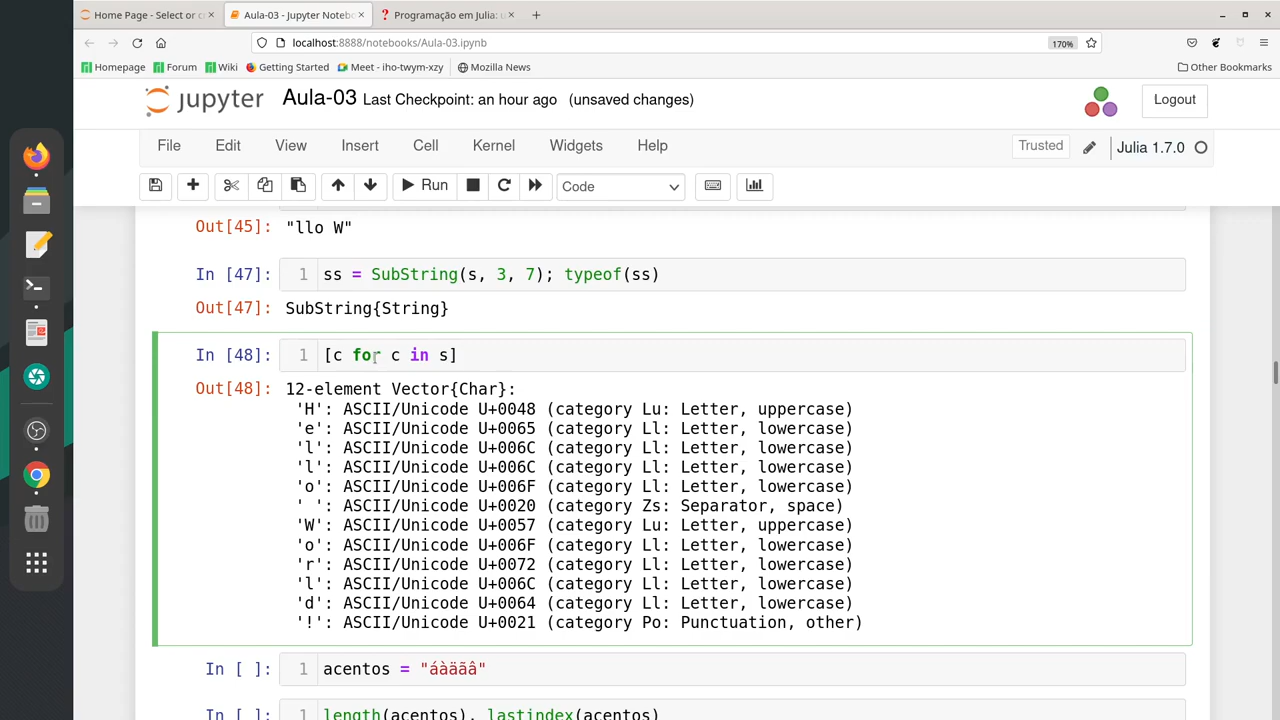 Home Page - Select or c
Aula-03 - Jupyter Notebo
Programação em Julia: u
localhost:8888/notebooks/Aula-03.ipynb
170%
Homepage Forum Wiki Getting Started Meet - iho-twym-xzy Mozilla News Other Bookmarks
jupyter Aula-03 Last Checkpoint: an hour ago (unsaved changes) Logout
File Edit View Insert Cell Kernel Widgets Help Trusted Julia 1.7.0
Run Code
Out[45]: "llo W"
In [47]: 1 ss = SubString(s, 3, 7); typeof(ss)
Out[47]: SubString{String}
In [48]: 1 [c for c in s]
Out[48]: 12-element Vector{Char}:
'H': ASCII/Unicode U+0048 (category Lu: Letter, uppercase)
'e': ASCII/Unicode U+0065 (category Ll: Letter, lowercase)
'l': ASCII/Unicode U+006C (category Ll: Letter, lowercase)
'l': ASCII/Unicode U+006C (category Ll: Letter, lowercase)
'o': ASCII/Unicode U+006F (category Ll: Letter, lowercase)
' ': ASCII/Unicode U+0020 (category Zs: Separator, space)
'W': ASCII/Unicode U+0057 (category Lu: Letter, uppercase)
'o': ASCII/Unicode U+006F (category Ll: Letter, lowercase)
'r': ASCII/Unicode U+0072 (category Ll: Letter, lowercase)
'l': ASCII/Unicode U+006C (category Ll: Letter, lowercase)
'd': ASCII/Unicode U+0064 (category Ll: Letter, lowercase)
'!': ASCII/Unicode U+0021 (category Po: Punctuation, other)
In [ ]: 1 acentos = "áàäãâ"
In [ ]: 1 length(acentos), lastindex(acentos)